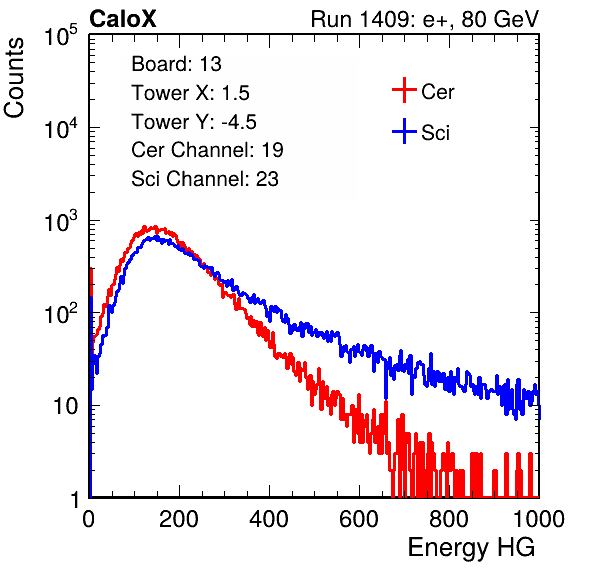 CaloX Run 1409: e+, 80 GeV
Counts
10^5
10^4
10^3
10^2
10
1
Board: 13
Tower X: 1.5
Tower Y: -4.5
Cer Channel: 19
Sci Channel: 23
Cer
Sci
0 200 400 600 800 1000
Energy HG